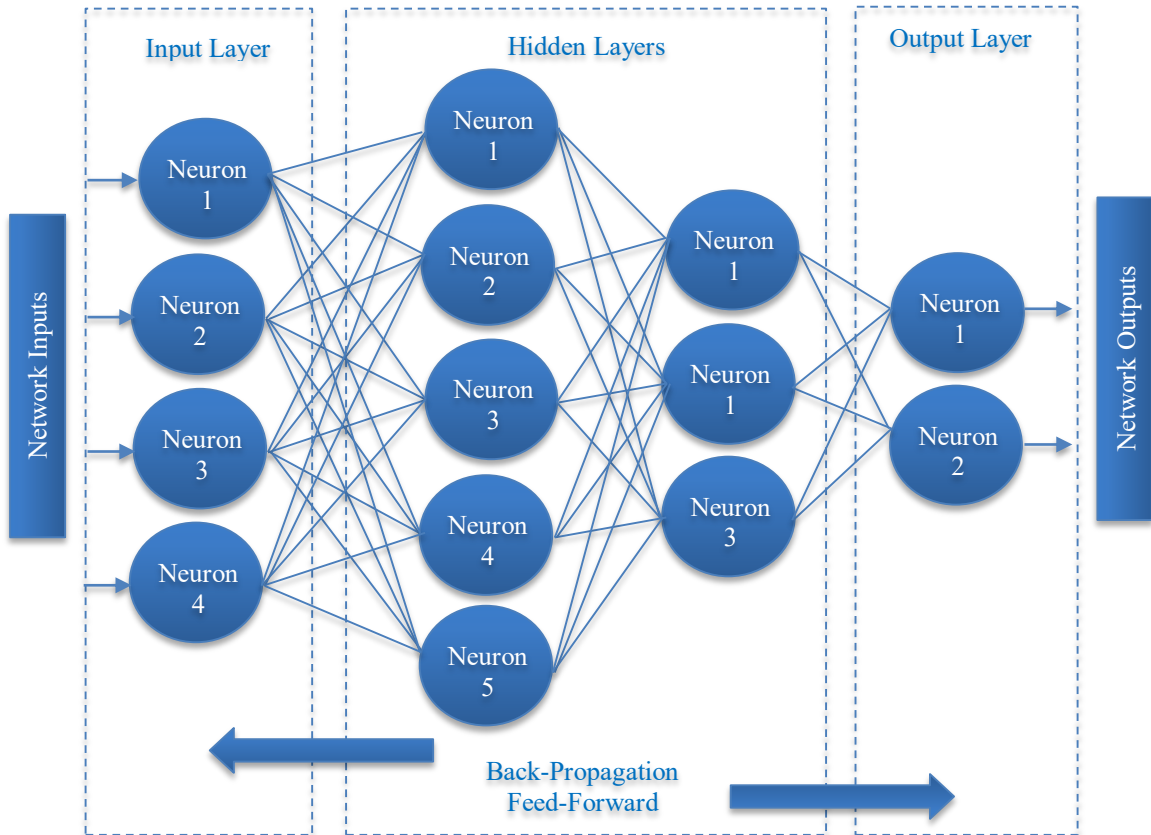 Input Layer
Hidden Layers
Output Layer
Network Inputs
Neuron
1
Neuron
2
Neuron
3
Neuron
4
Neuron
1
Neuron
2
Neuron
3
Neuron
4
Neuron
5
Neuron
1
Neuron
1
Neuron
3
Neuron
1
Neuron
2
Network Outputs
Back-Propagation
Feed-Forward